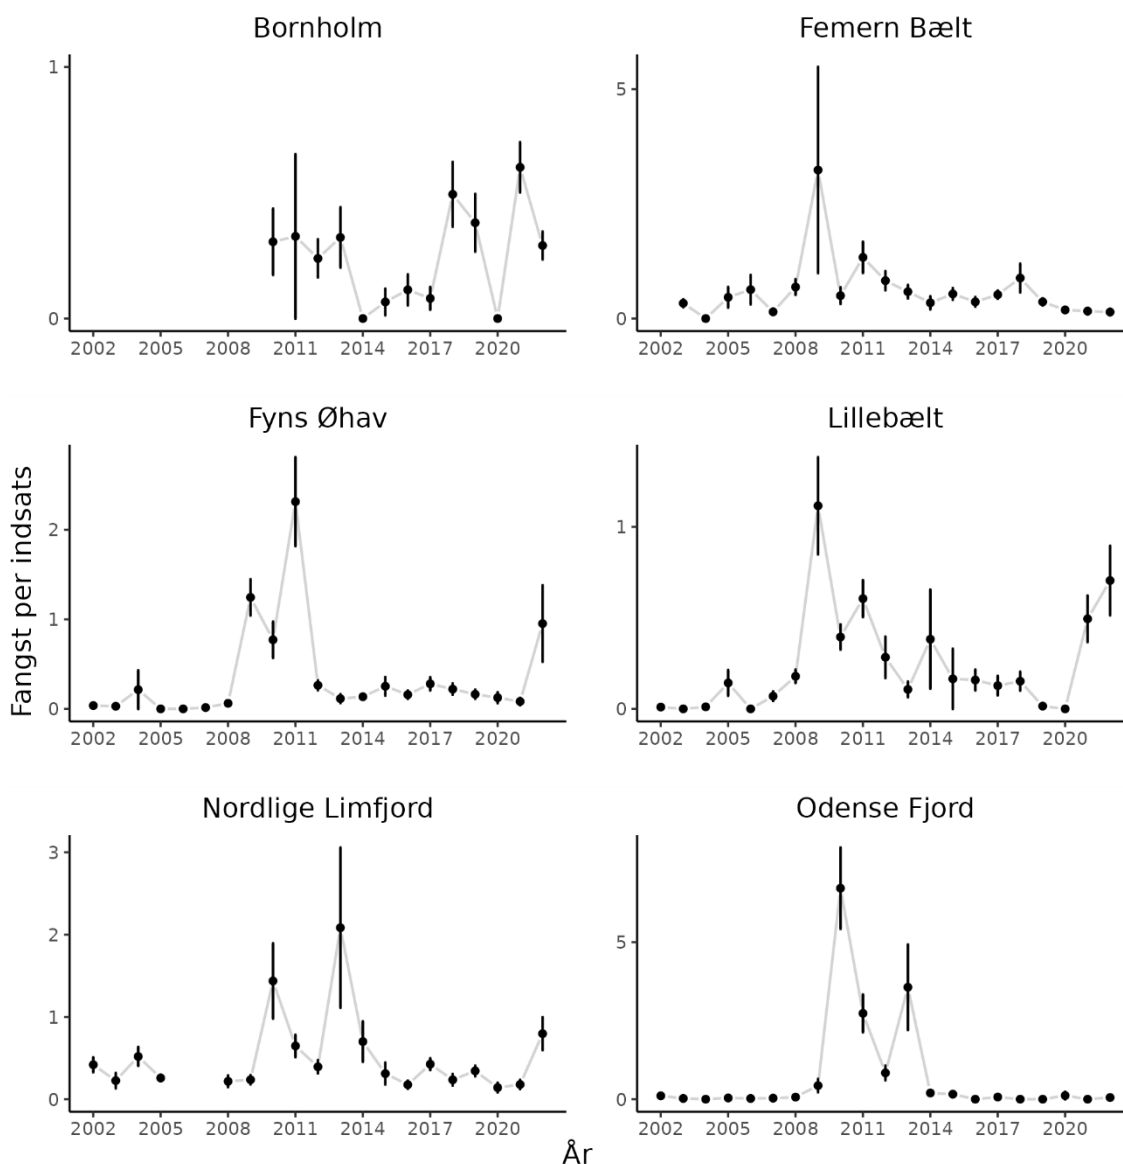 Bornholm Femern Bælt
1 5
0 0
2002 2005 2008 2011 2014 2017 2020 2002 2005 2008 2011 2014 2017 2020
Fyns Øhav Lillebælt
Fangst per indsats
2 1
1
0 0
2002 2005 2008 2011 2014 2017 2020 2002 2005 2008 2011 2014 2017 2020
Nordlige Limfjord Odense Fjord
3
2 5
1
0 0
2002 2005 2008 2011 2014 2017 2020 2002 2005 2008 2011 2014 2017 2020
År